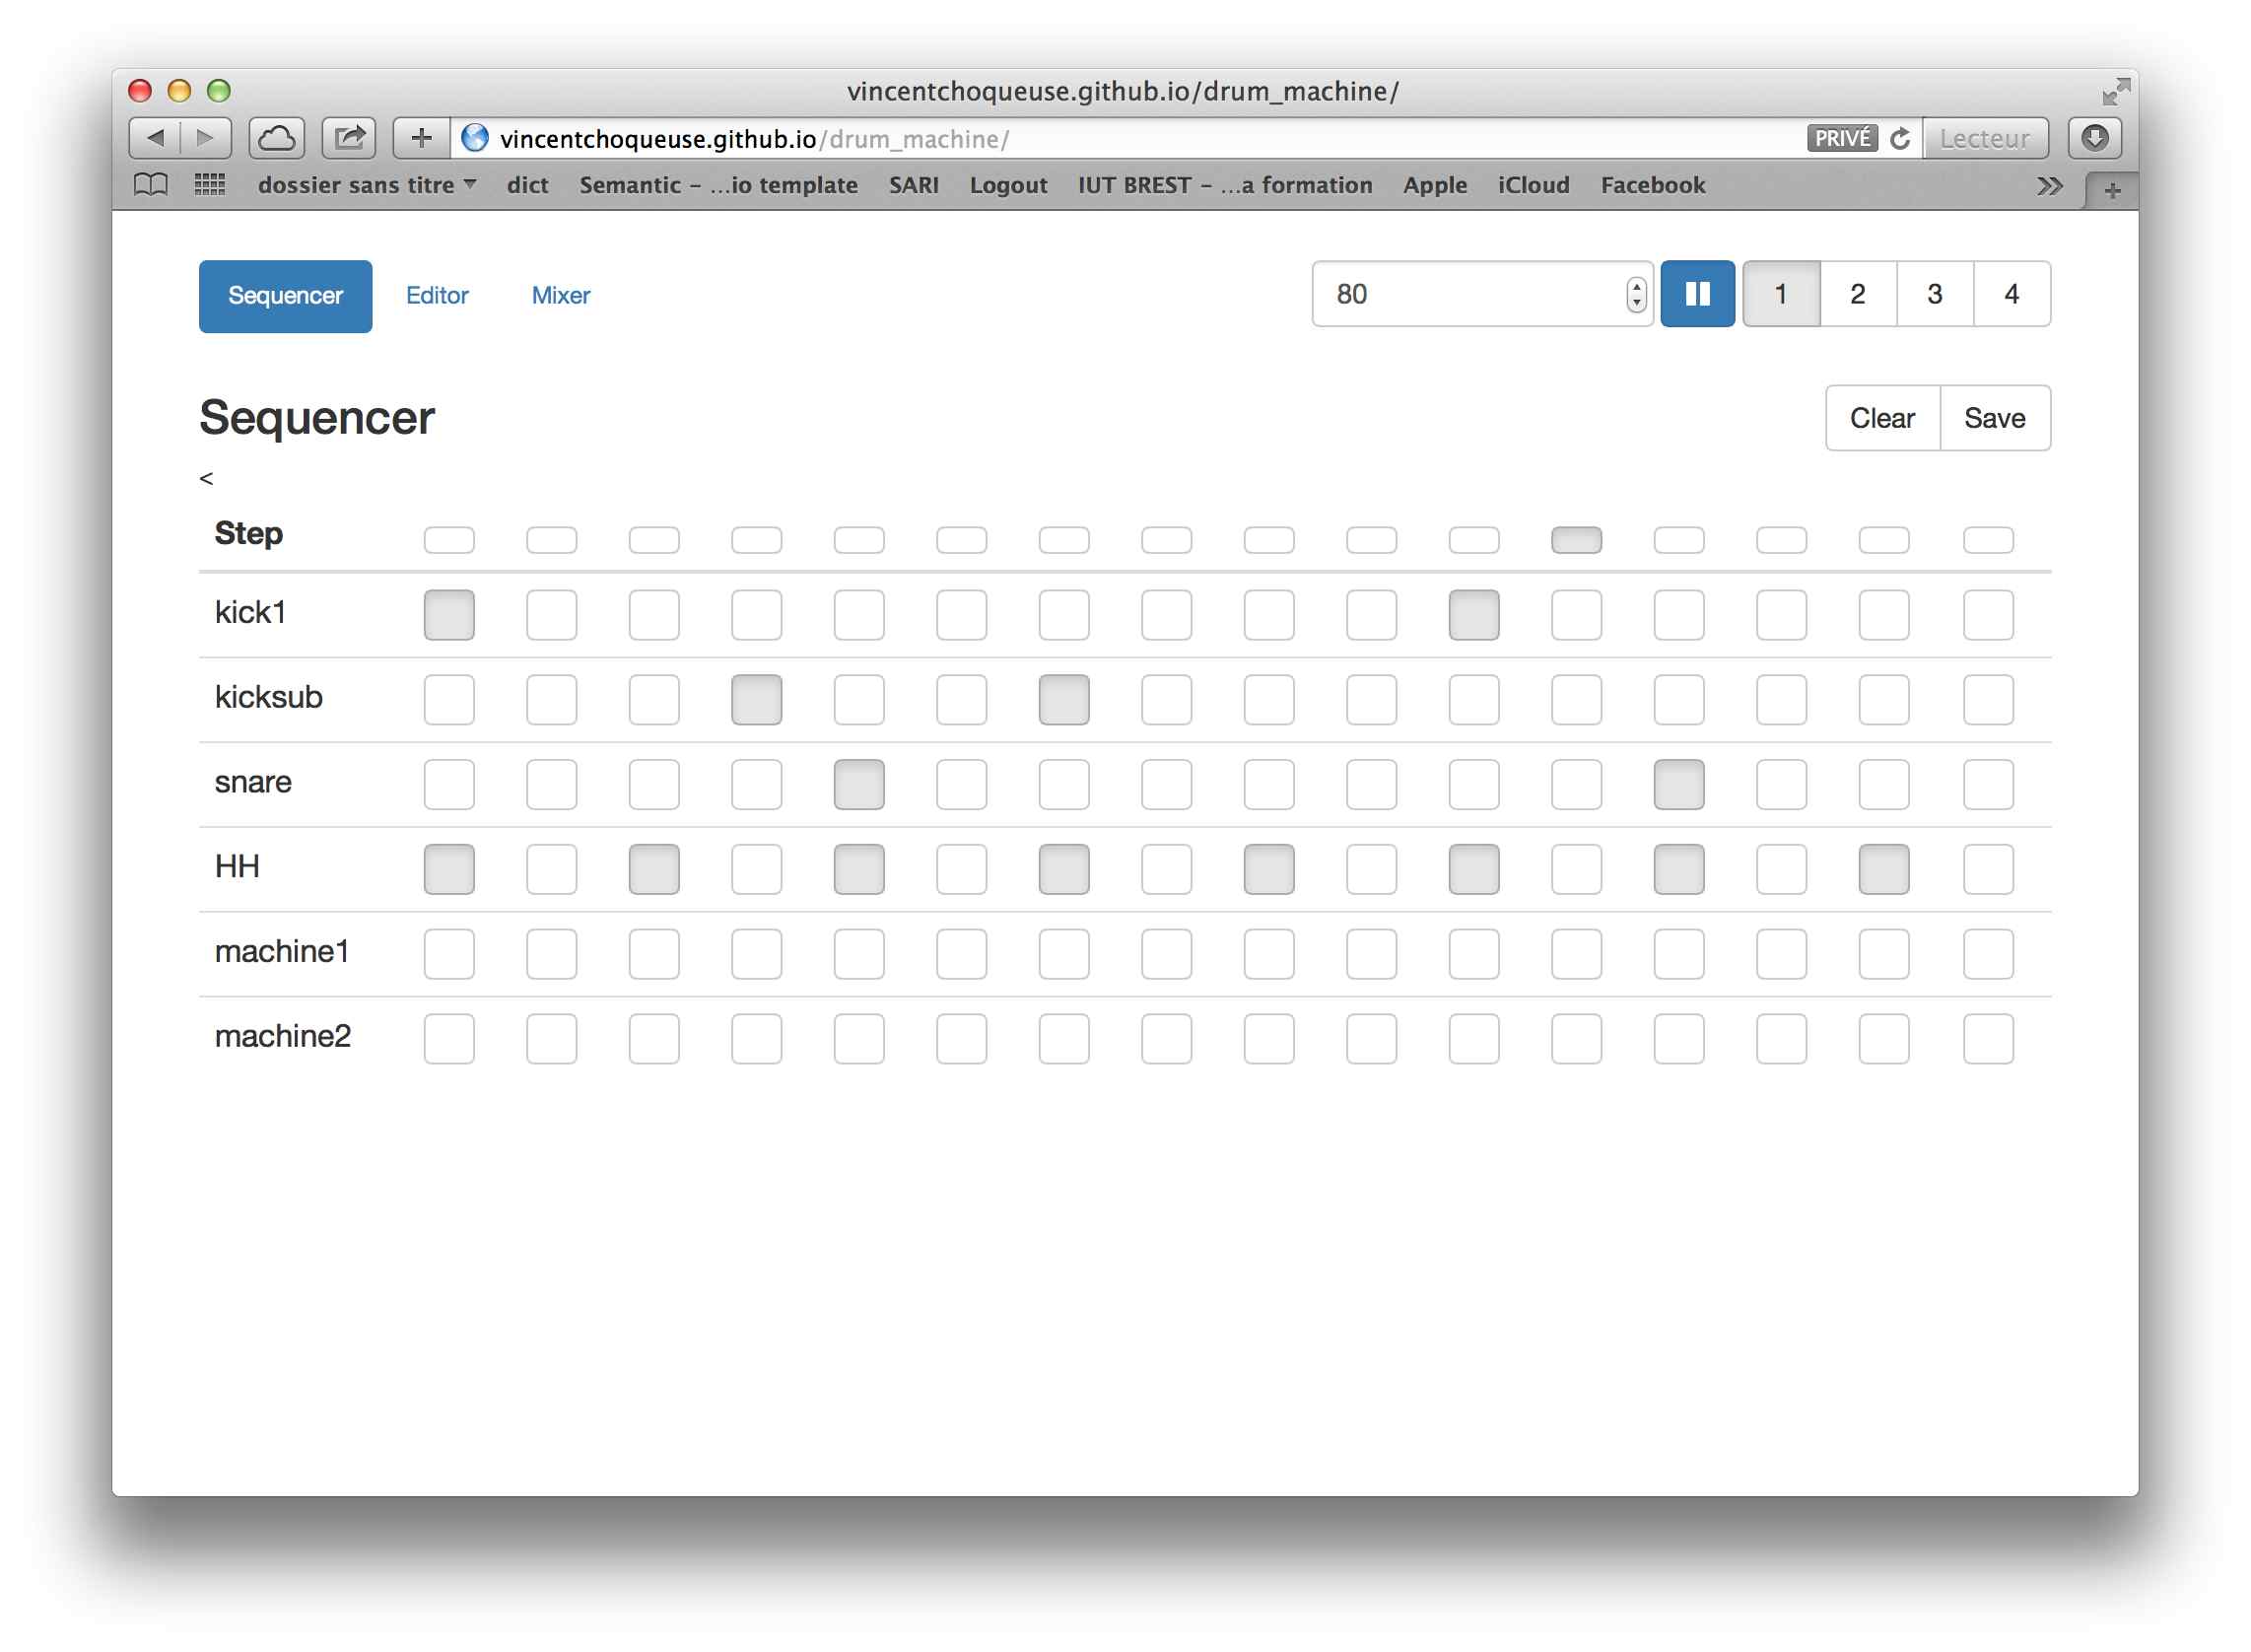 vincentchoqueuse.github.io/drum_machine/
vincentchoqueuse.github.io/drum_machine/ PRIVÉ Lecteur
dossier sans titre dict Semantic - ...io template SARI Logout IUT BREST - ...a formation Apple iCloud Facebook
Sequencer Editor Mixer 80 1 2 3 4
Sequencer Clear Save
<
Step
kick1
kicksub
snare
HH
machine1
machine2